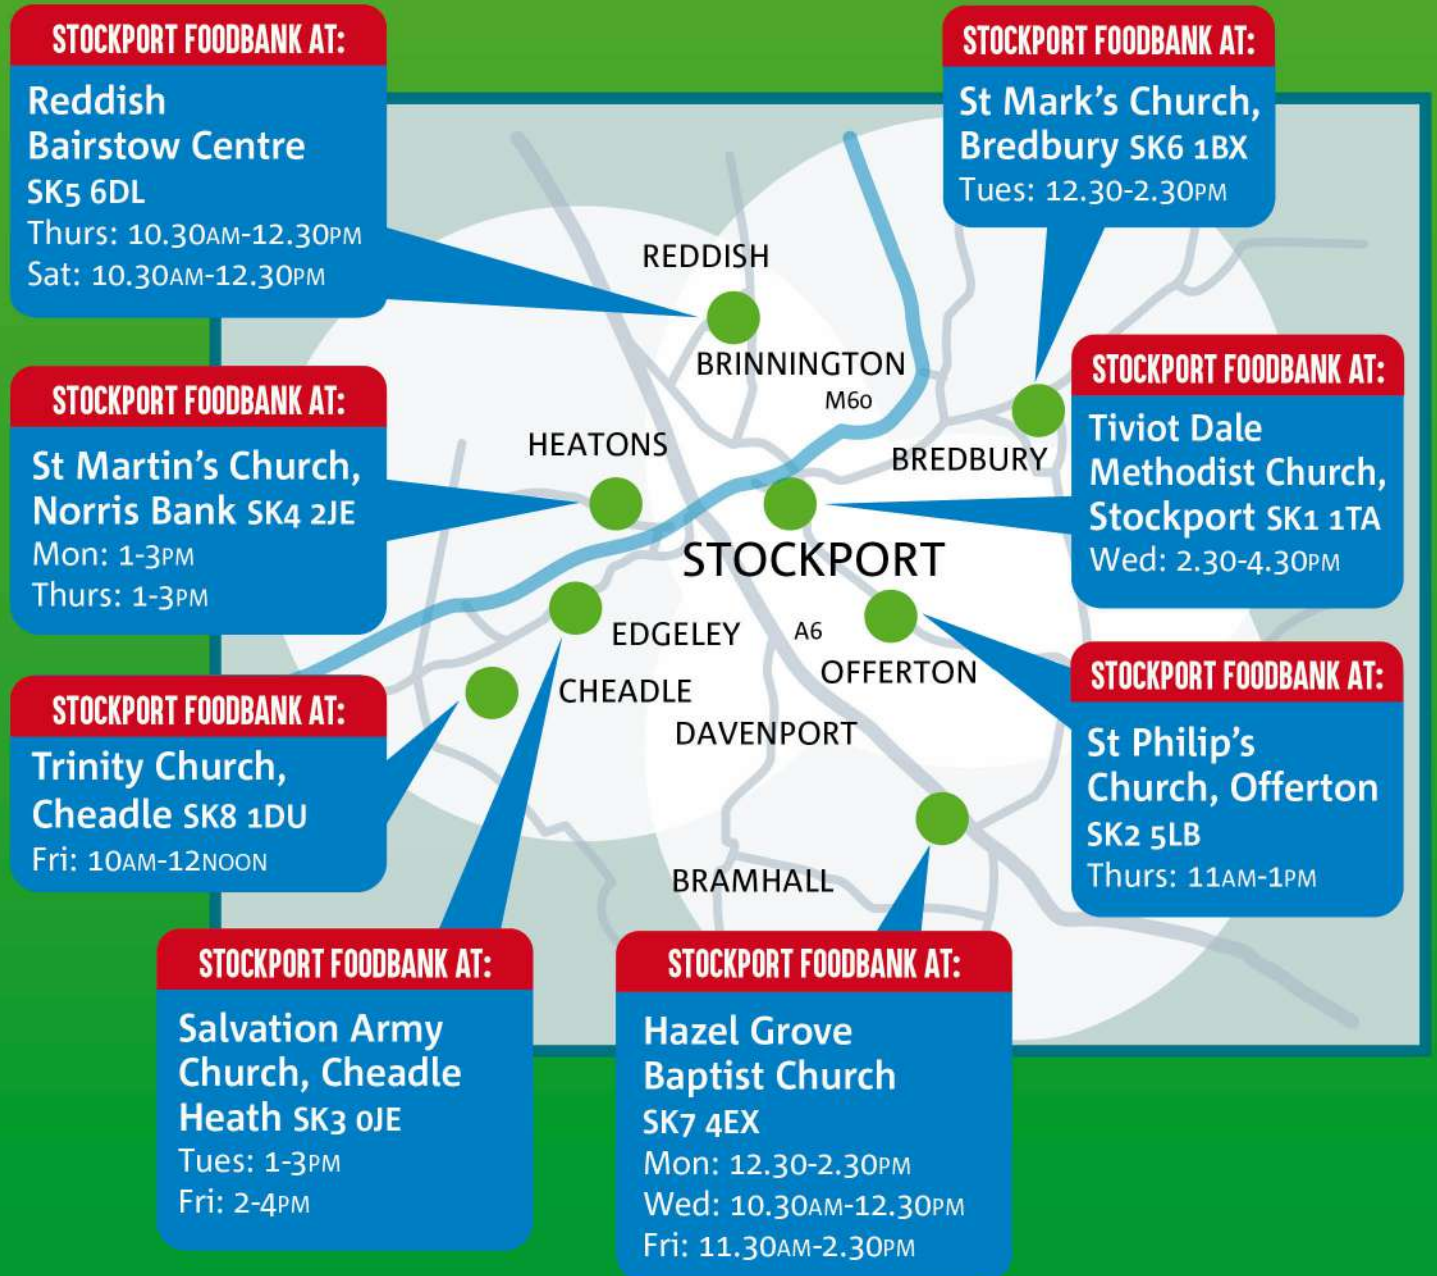 STOCKPORT FOODBANK AT:
Reddish
Bairstow Centre
SK5 6DL
Thurs: 10.30AM-12.30PM
Sat: 10.30AM-12.30PM
STOCKPORT FOODBANK AT:
St Mark's Church,
Bredbury SK6 1BX
Tues: 12.30-2.30PM
STOCKPORT FOODBANK AT:
St Martin's Church,
Norris Bank SK4 2JE
Mon: 1-3PM
Thurs: 1-3PM
STOCKPORT FOODBANK AT:
Tiviot Dale
Methodist Church,
Stockport SK1 1TA
Wed: 2.30-4.30PM
REDDISH
BRINNINGTON
M60
HEATONS
BREDBURY
STOCKPORT
EDGELEY
A6
OFFERTON
CHEADLE
DAVENPORT
BRAMHALL
STOCKPORT FOODBANK AT:
Trinity Church,
Cheadle SK8 1DU
Fri: 10AM-12NOON
STOCKPORT FOODBANK AT:
St Philip's
Church, Offerton
SK2 5LB
Thurs: 11AM-1PM
STOCKPORT FOODBANK AT:
Salvation Army
Church, Cheadle
Heath SK3 0JE
Tues: 1-3PM
Fri: 2-4PM
STOCKPORT FOODBANK AT:
Hazel Grove
Baptist Church
SK7 4EX
Mon: 12.30-2.30PM
Wed: 10.30AM-12.30PM
Fri: 11.30AM-2.30PM